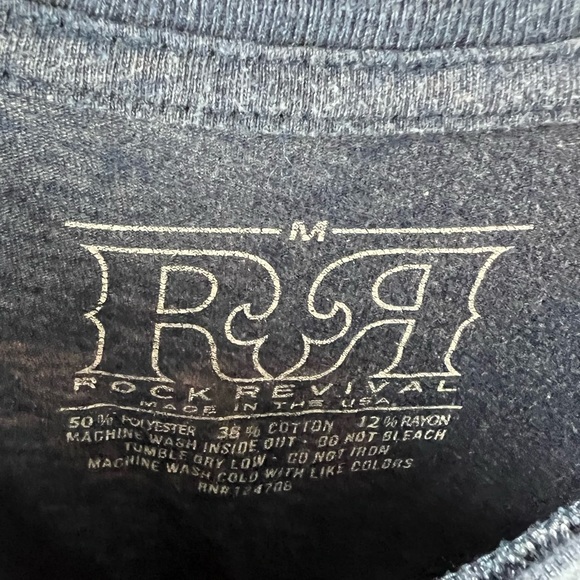 M
RR
ROCK REVIVAL
MADE IN THE USA
50% POLYESTER 38% COTTON 12% RAYON
MACHINE WASH INSIDE OUT · DO NOT BLEACH
TUMBLE DRY LOW · DO NOT IRON
MACHINE WASH COLD WITH LIKE COLORS
RN# 124708